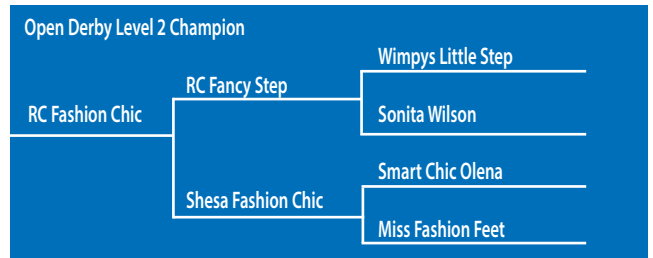 Open Derby Level 2 Champion
Wimpys Little Step
RC Fancy Step
RC Fashion Chic
Sonita Wilson
Smart Chic Olena
Shesa Fashion Chic
Miss Fashion Feet